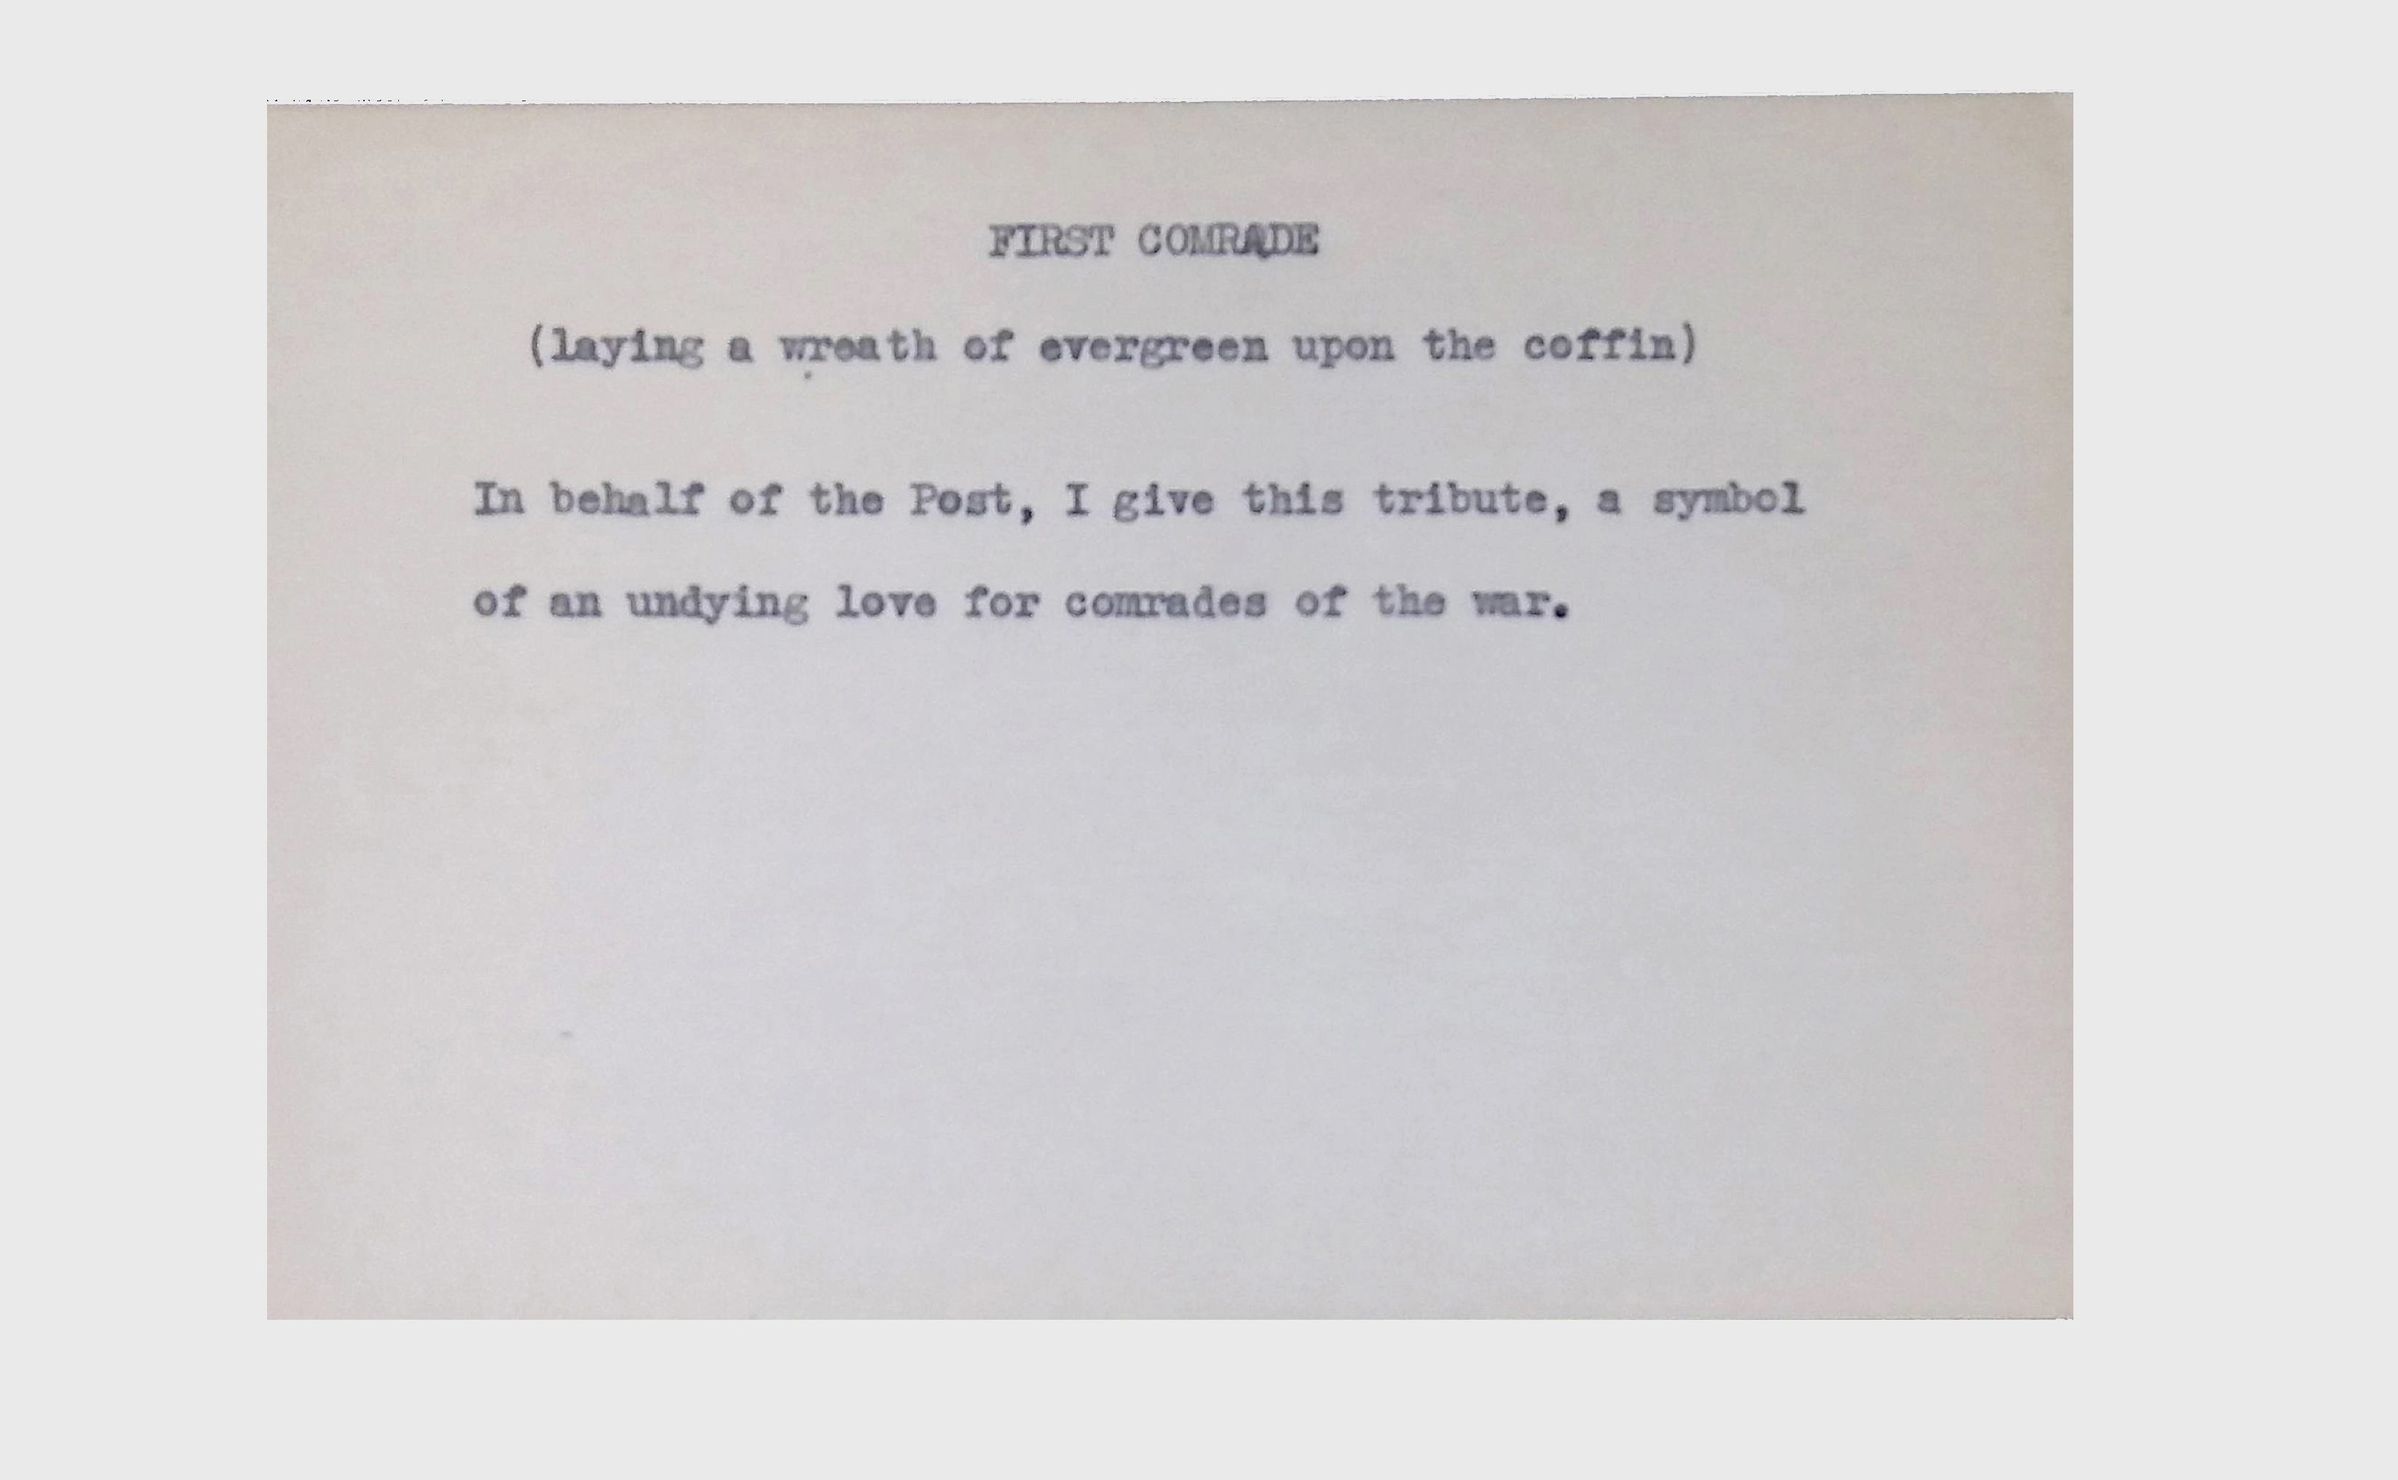 FIRST COMRADE
(laying a wreath of evergreen upon the coffin)
In behalf of the Post, I give this tribute, a symbol
of an undying love for comrades of the war.